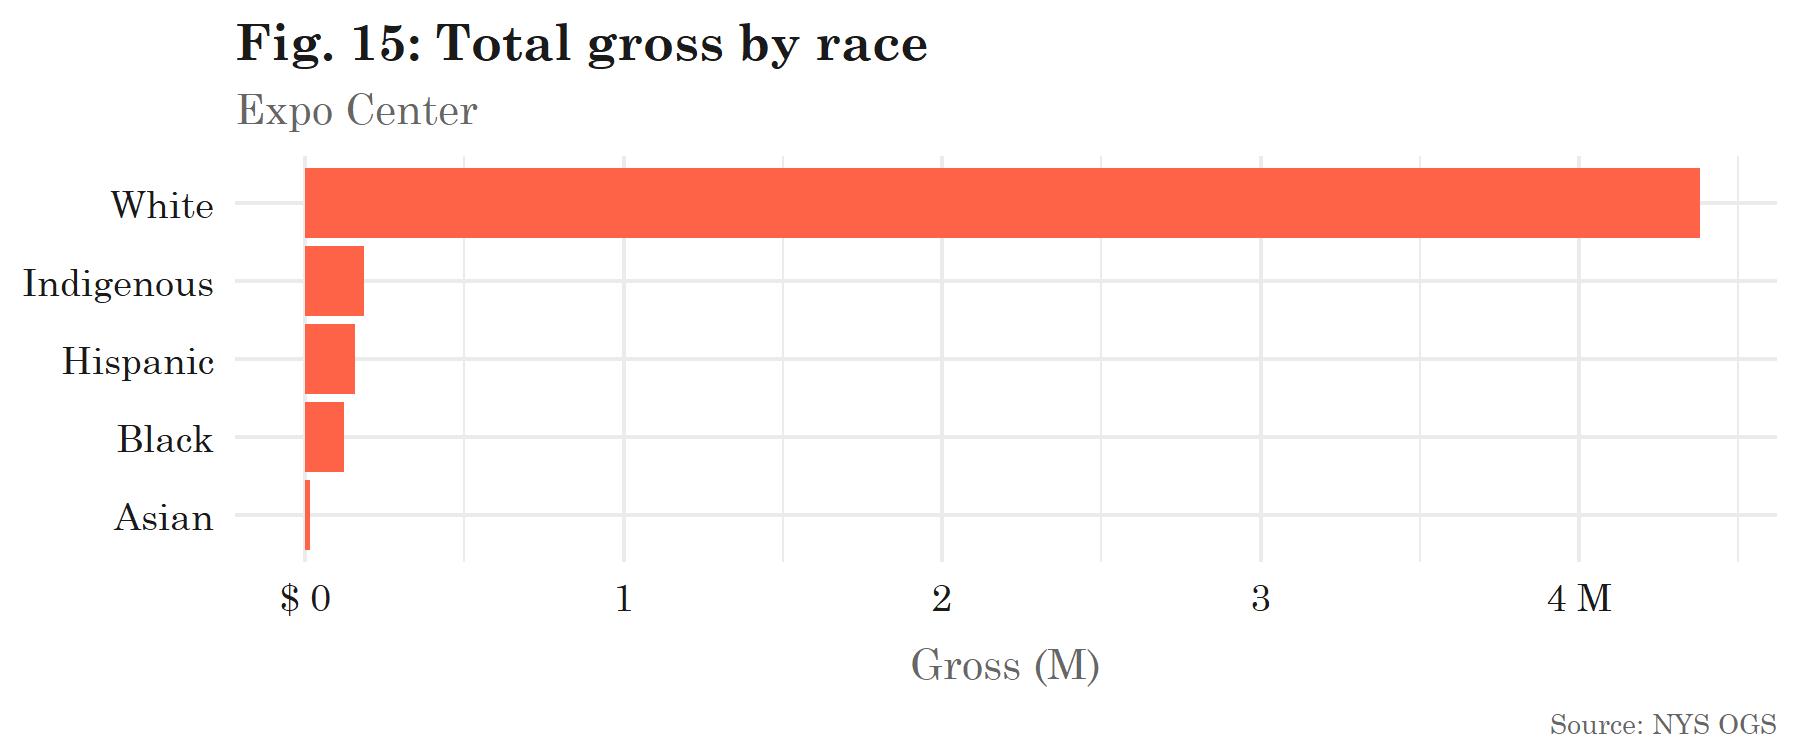 Fig. 15: Total gross by race
Expo Center
White
Indigenous
Hispanic
Black
Asian
$ 0 1 2 3 4 M
Gross (M)
Source: NYS OGS